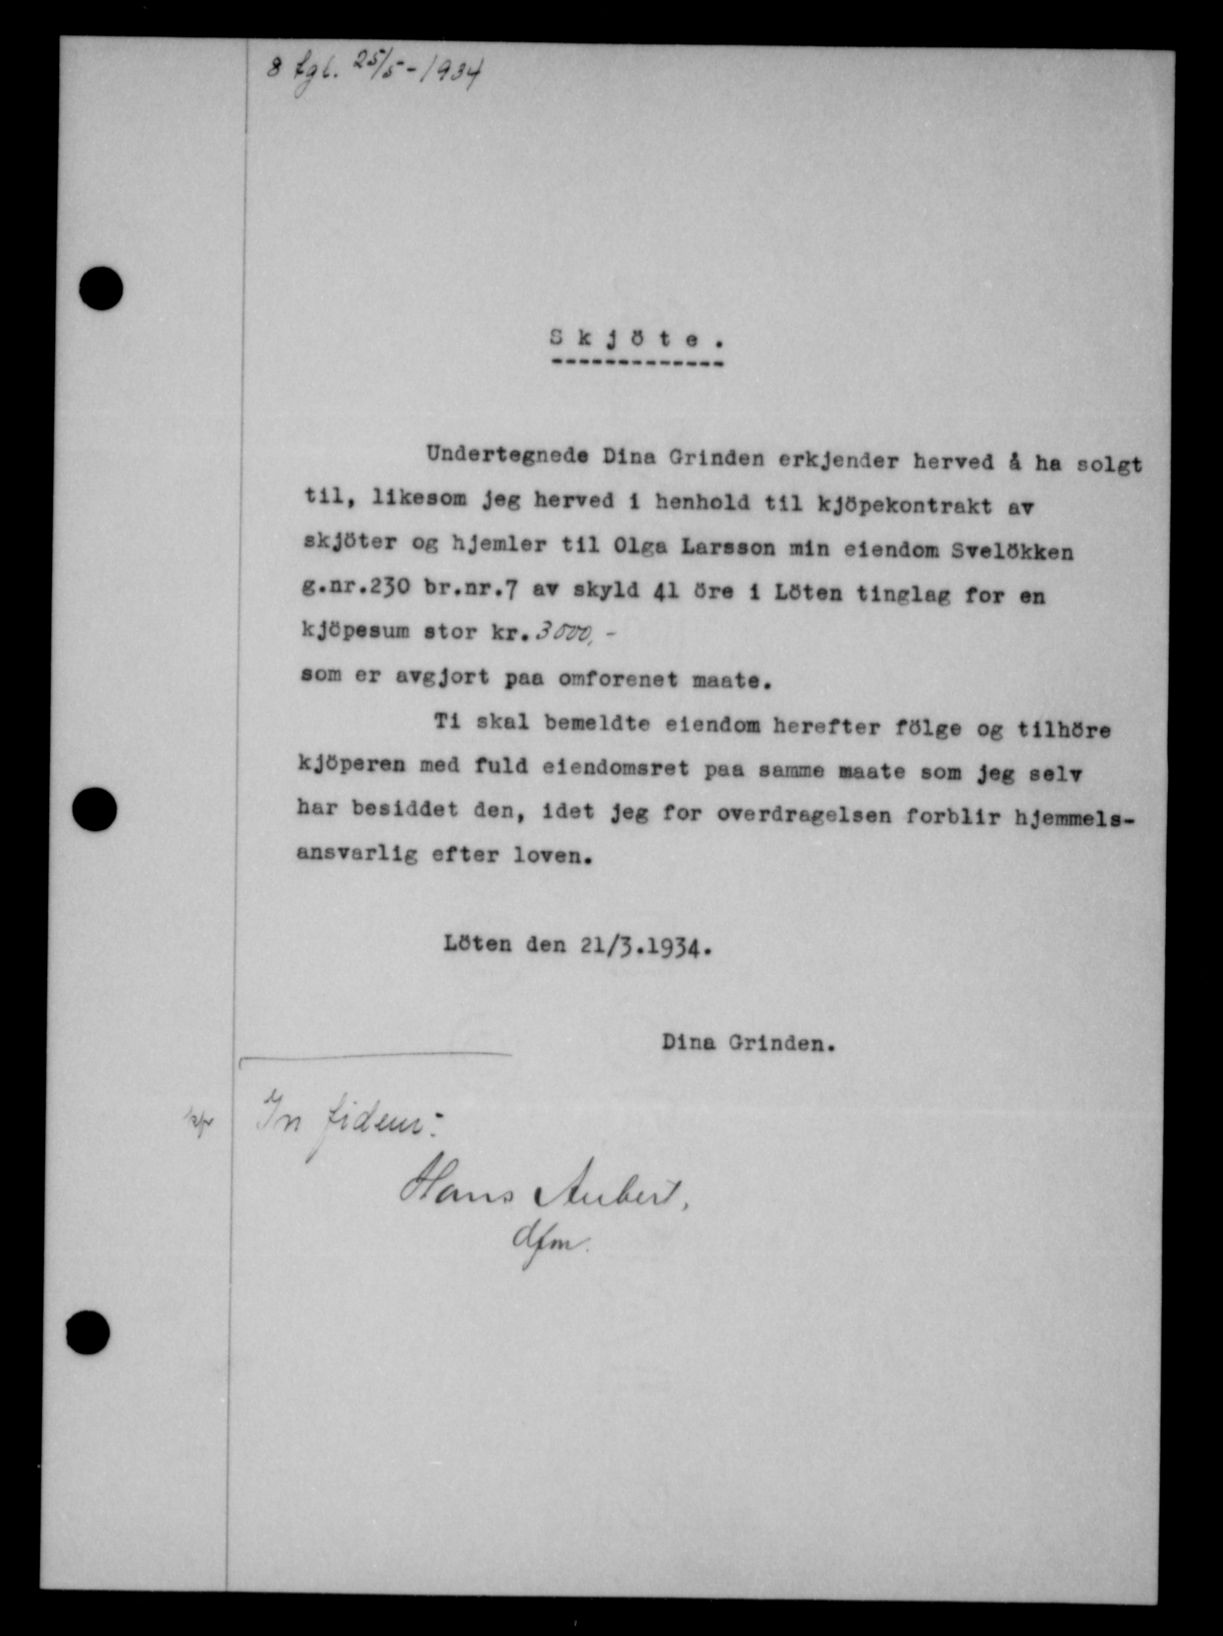 8 tgl. 25/5-1934
Skjöte.
Undertegnede Dina Grinden erkjender herved å ha solgt
til, likesom jeg herved i henhold til kjöpekontrakt av
skjöter og hjemler til Olga Larsson min eiendom Svelökken
g.nr.230 br.nr.7 av skyld 41 öre i Löten tinglag for en
kjöpesum stor kr. 3500,-
som er avgjort paa omforenet maate.
Ti skal bemeldte eiendom herefter fölge og tilhöre
kjöperen med fuld eiendomsret paa samme maate som jeg selv
har besiddet den, idet jeg for overdragelsen forblir hjemmels-
ansvarlig efter loven.
Löten den 21/3.1934.
Dina Grinden.
In fidem:
Hans Aubert.
dfm.